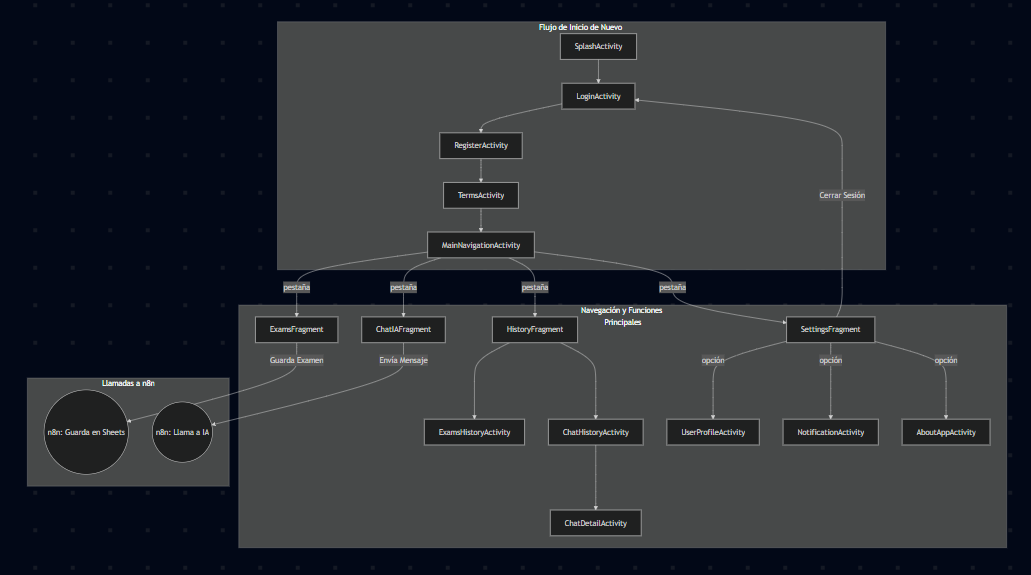 Flujo de Inicio de Nuevo
SplashActivity
LoginActivity
RegisterActivity
TermsActivity
Cerrar Sesión
MainNavigationActivity
pestaña
pestaña
pestaña
pestaña
Navegación y Funciones
Principales
ExamsFragment
ChatIAFragment
HistoryFragment
SettingsFragment
Guarda Examen
Envía Mensaje
opción
opción
opción
Llamadas a n8n
n8n: Guarda en Sheets
n8n: Llama a IA
ExamsHistoryActivity
ChatHistoryActivity
UserProfileActivity
NotificationActivity
AboutAppActivity
ChatDetailActivity